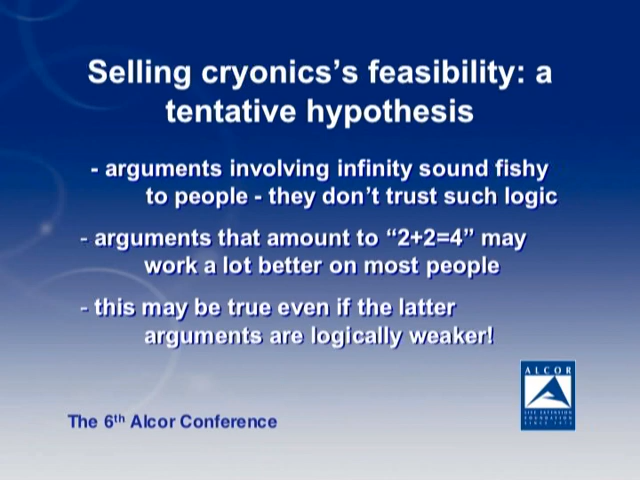 Selling cryonics's feasibility: a
tentative hypothesis
- arguments involving infinity sound fishy
to people - they don't trust such logic
- arguments that amount to “2+2=4” may
work a lot better on most people
- this may be true even if the latter
arguments are logically weaker!
ALCOR
LIFE EXTENSION
FOUNDATION
SINCE 1972
The 6th Alcor Conference